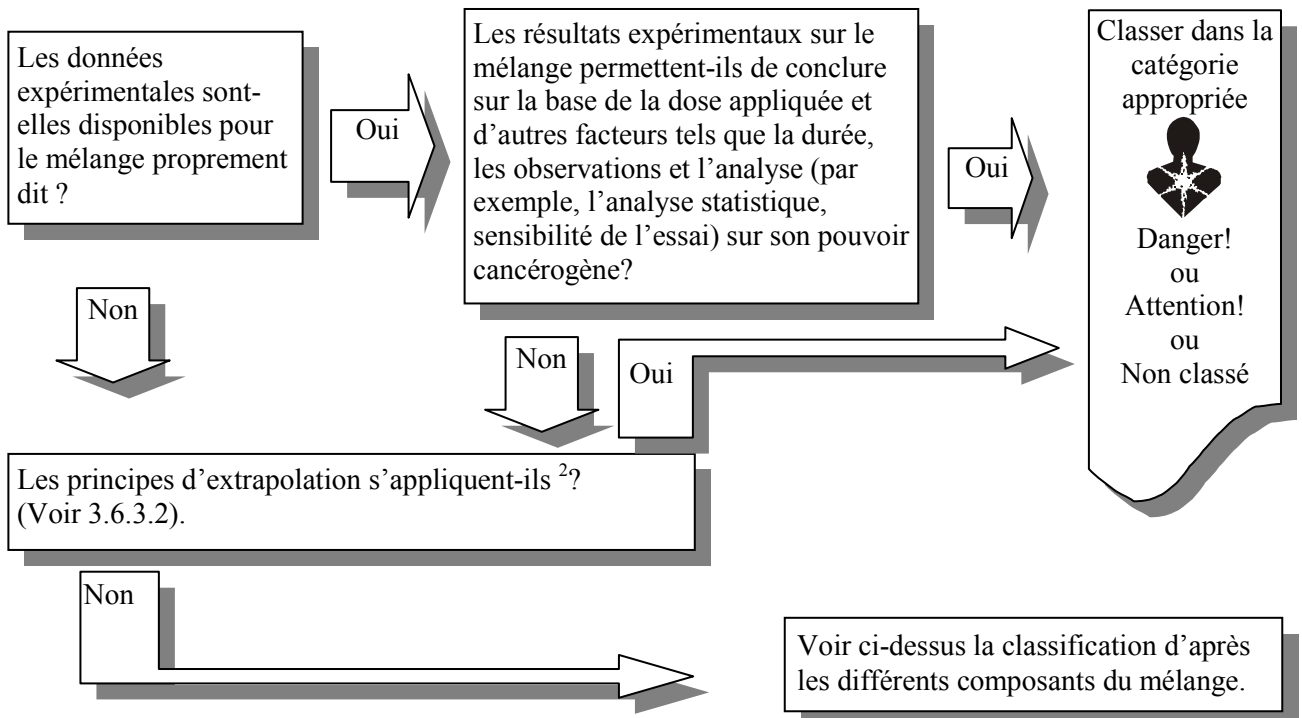 Les données
expérimentales sont-
elles disponibles pour
le mélange proprement
dit ?
Oui
Les résultats expérimentaux sur le
mélange permettent-ils de conclure
sur la base de la dose appliquée et
d’autres facteurs tels que la durée,
les observations et l’analyse (par
exemple, l’analyse statistique,
sensibilité de l’essai) sur son pouvoir
cancérogène?
Oui
Classer dans la
catégorie
appropriée
Danger!
ou
Attention!
ou
Non classé
Non
Non
Oui
Les principes d’extrapolation s’appliquent-ils ²?
(Voir 3.6.3.2).
Non
Voir ci-dessus la classification d’après
les différents composants du mélange.